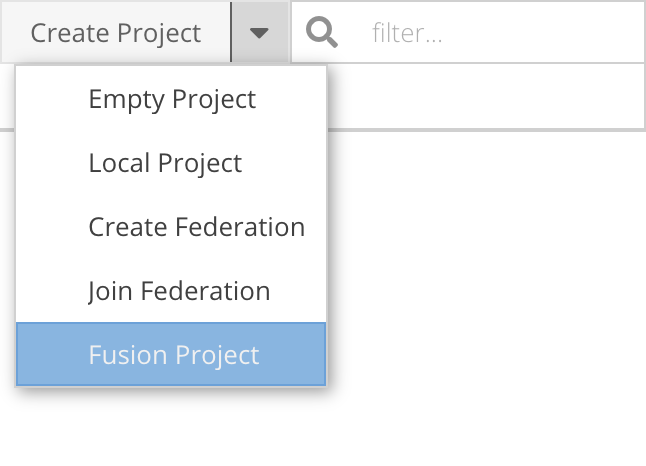 Create Project
filter...
Empty Project
Local Project
Create Federation
Join Federation
Fusion Project